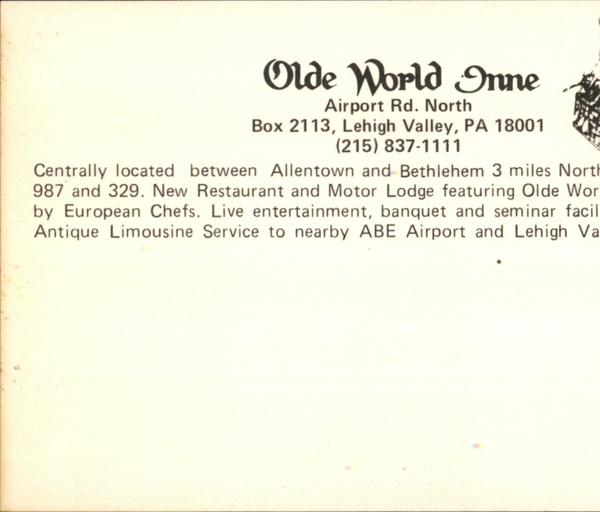 Olde World Inne
Airport Rd. North
Box 2113, Lehigh Valley, PA 18001
(215) 837-1111
Centrally located between Allentown and Bethlehem 3 miles North
987 and 329. New Restaurant and Motor Lodge featuring Olde Wor
by European Chefs. Live entertainment, banquet and seminar facil
Antique Limousine Service to nearby ABE Airport and Lehigh Va